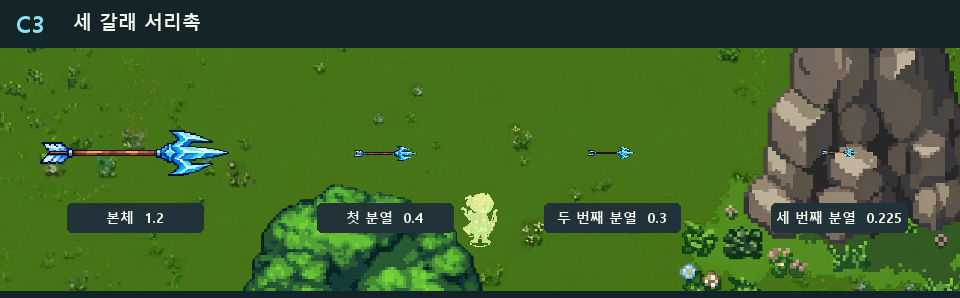 C3 세 갈래 서리촉
본체 1.2
첫 분열 0.4
두 번째 분열 0.3
세 번째 분열 0.225